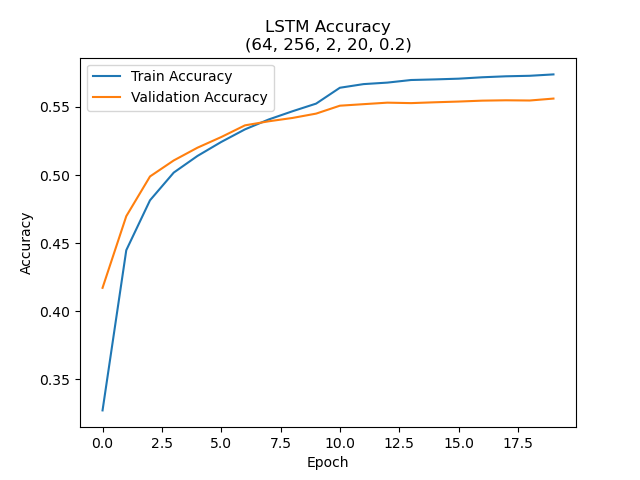 LSTM Accuracy
(64, 256, 2, 20, 0.2)
Train Accuracy
Validation Accuracy
Accuracy
0.55
0.50
0.45
0.40
0.35
0.0 2.5 5.0 7.5 10.0 12.5 15.0 17.5
Epoch